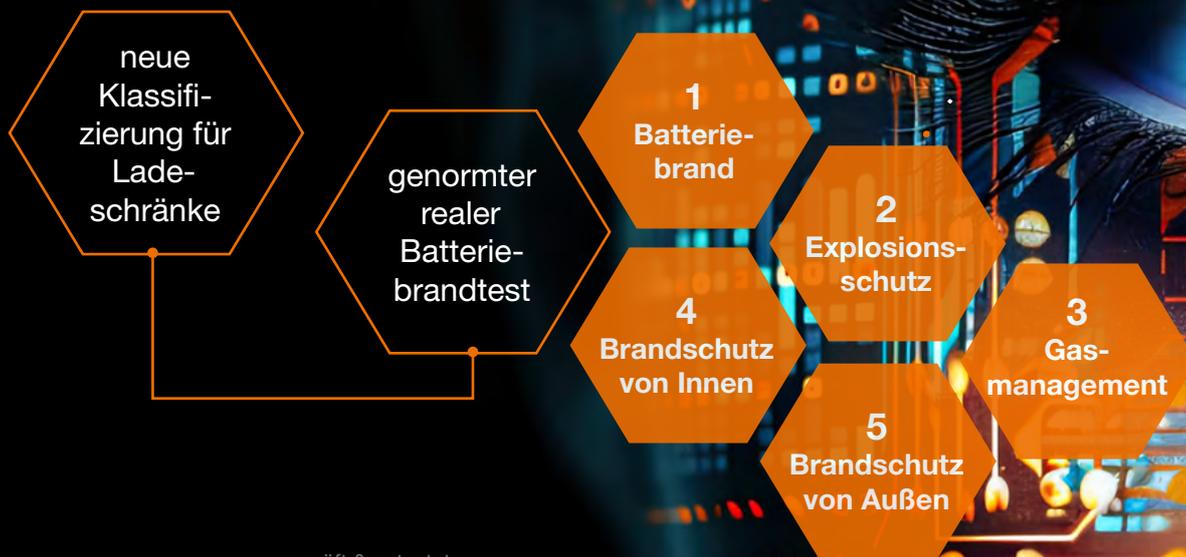 neue
Klassifi-
zierung für
Lade-
schränke
genormter
realer
Batterie-
brandtest
1
Batterie-
brand
2
Explosions-
schutz
3
Gas-
management
4
Brandschutz
von Innen
5
Brandschutz
von Außen